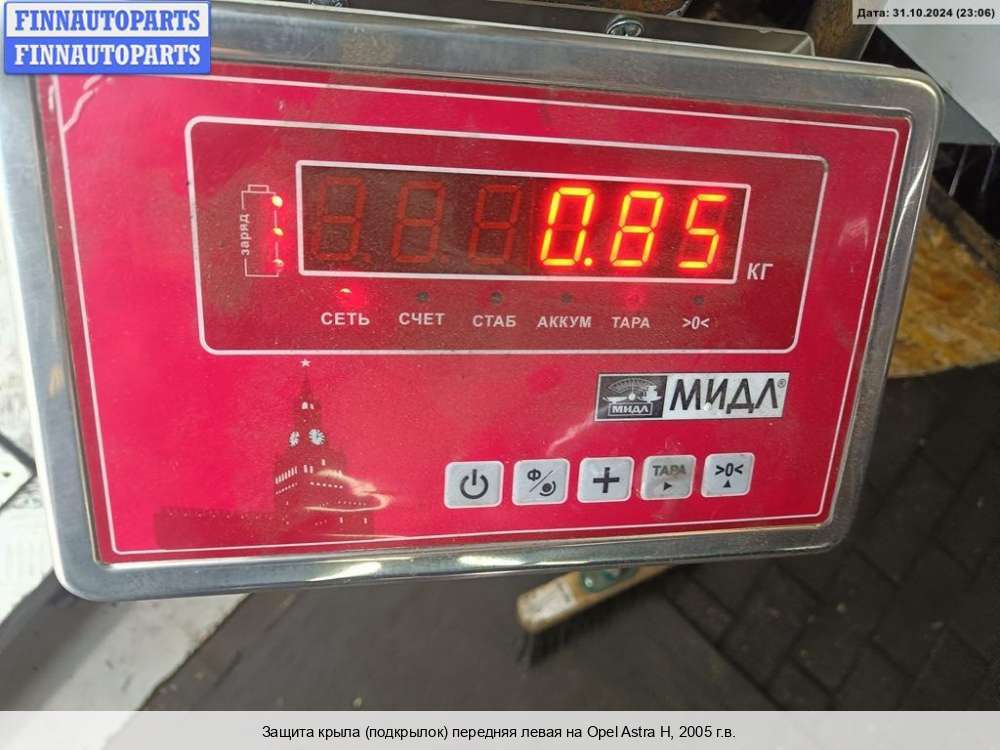 FINNAUTOPARTS
FINNAUTOPARTS
Дата: 31.10.2024 (23:06)
заряд
0.85
КГ
СЕТЬ СЧЕТ СТАБ АККУМ ТАРА >0<
МИДЛ МИДЛ®
Ф ТАРА >0<
Защита крыла (подкрылок) передняя левая на Opel Astra H, 2005 г.в.